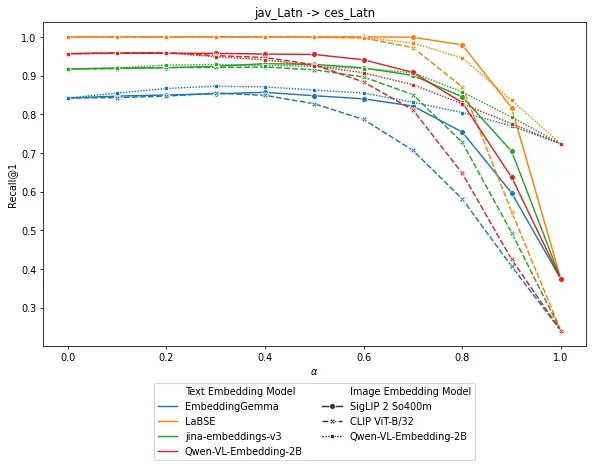 jav_Latn -> ces_Latn
Recall@1
1.0
0.9
0.8
0.7
0.6
0.5
0.4
0.3
0.0 0.2 0.4 0.6 0.8 1.0
α
Text Embedding Model Image Embedding Model
EmbeddingGemma SigLIP 2 So400m
LaBSE CLIP ViT-B/32
jina-embeddings-v3 Qwen-VL-Embedding-2B
Qwen-VL-Embedding-2B